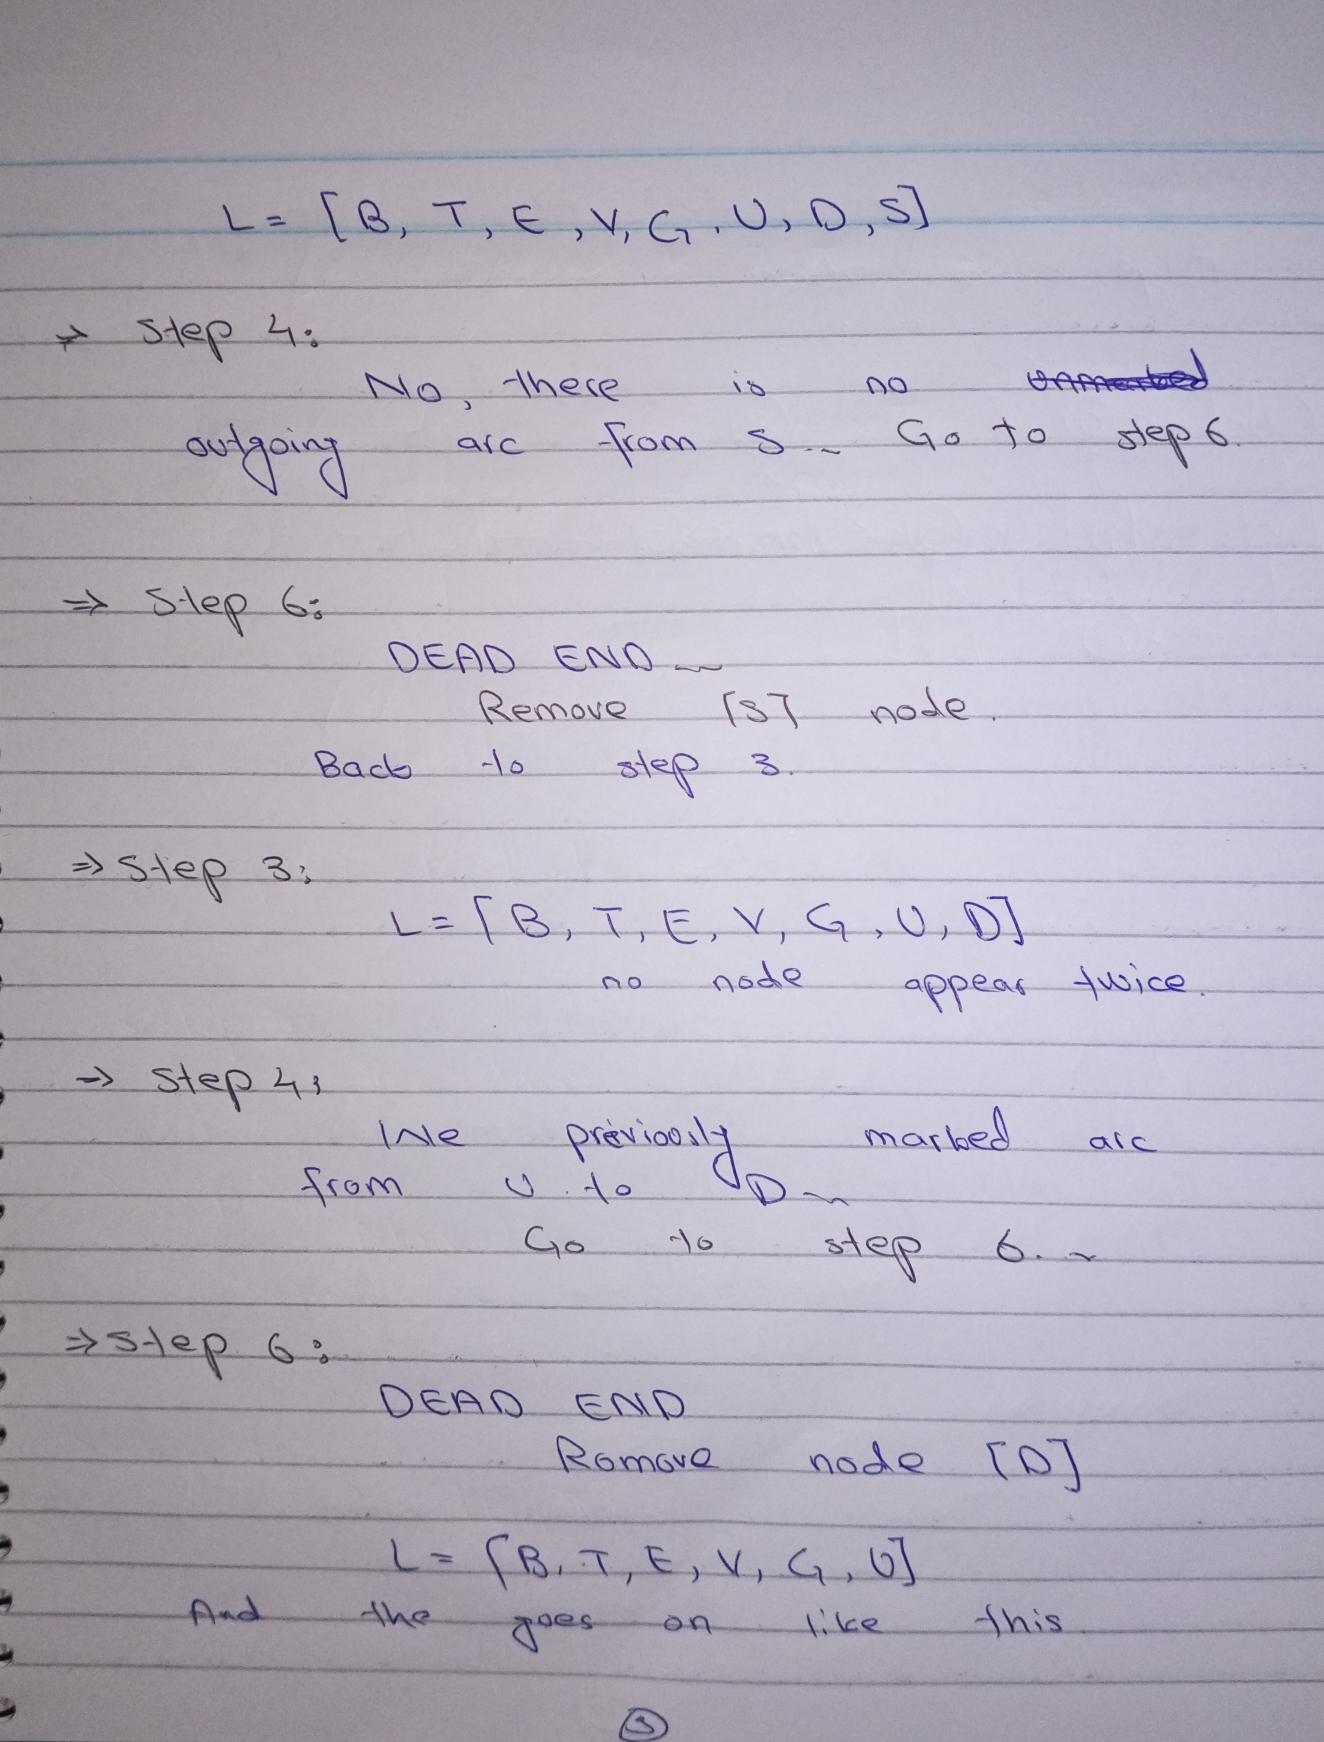 L = [B, T, E, V, G, U, D, S]
→ Step 4:
No, there is no unmarked
outgoing arc from S.. Go to step 6.
⇒ Step 6:
DEAD END
Remove [S] node.
Back to step 3.
⇒ Step 3:
L = [B, T, E, V, G, U, D]
no node appear twice.
⇒ Step 4:
We previously marked arc
from U to D
Go to step 6.
⇒ Step 6:
DEAD END
Romove node [D]
L = [B, T, E, V, G, U]
And the goes on like this